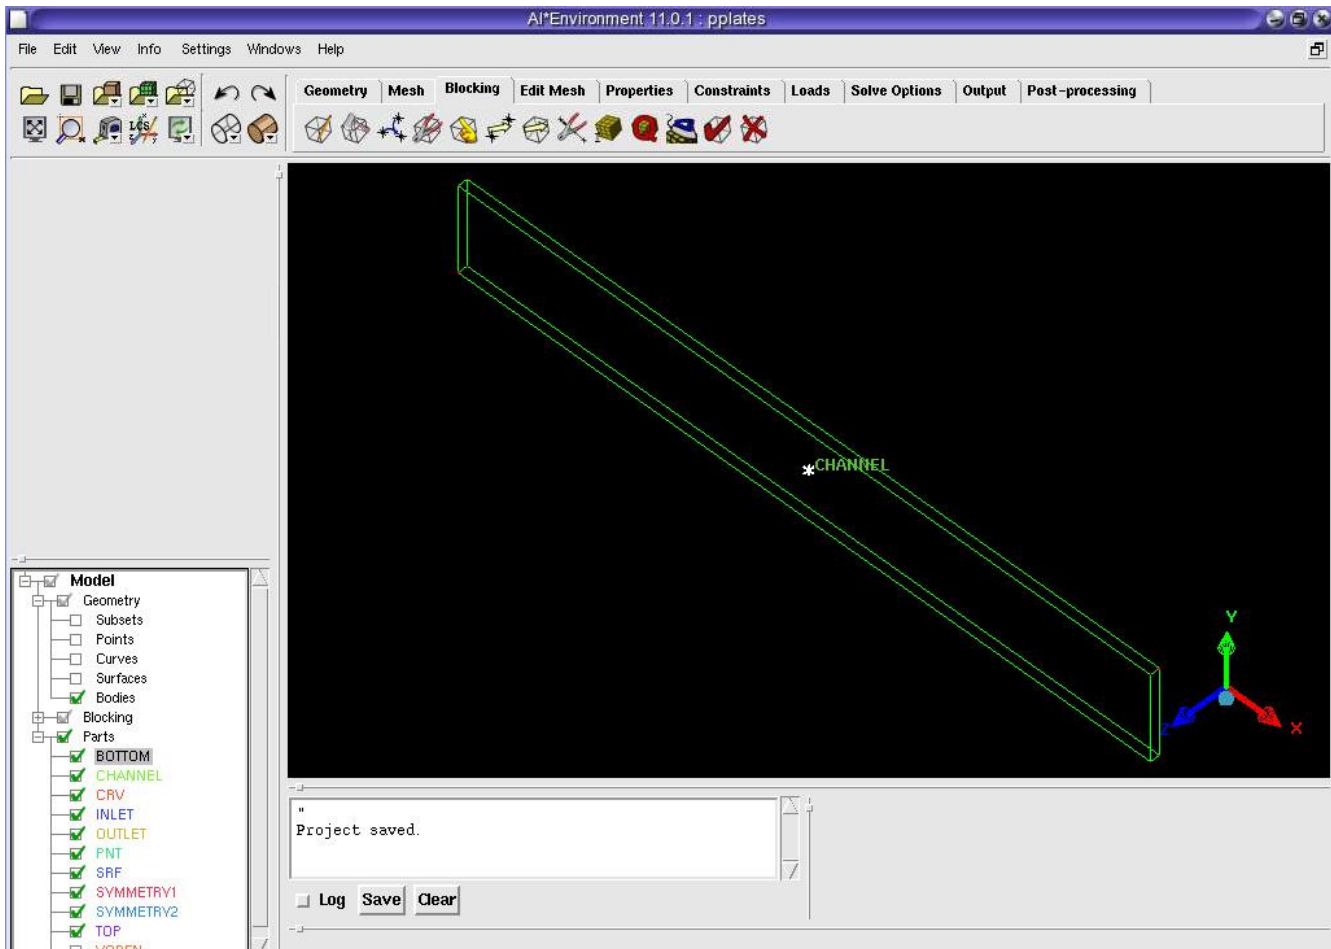 AI*Environment 11.0.1 : pplates
File Edit View Info Settings Windows Help
Geometry Mesh Blocking Edit Mesh Properties Constraints Loads Solve Options Output Post-processing
LCS
CHANNEL
Y
Z
X
Model
Geometry
Subsets
Points
Curves
Surfaces
Bodies
Blocking
Parts
BOTTOM
CHANNEL
CRV
INLET
OUTLET
PNT
SRF
SYMMETRY1
SYMMETRY2
TOP
VORFN
"
Project saved.
Log Save Clear